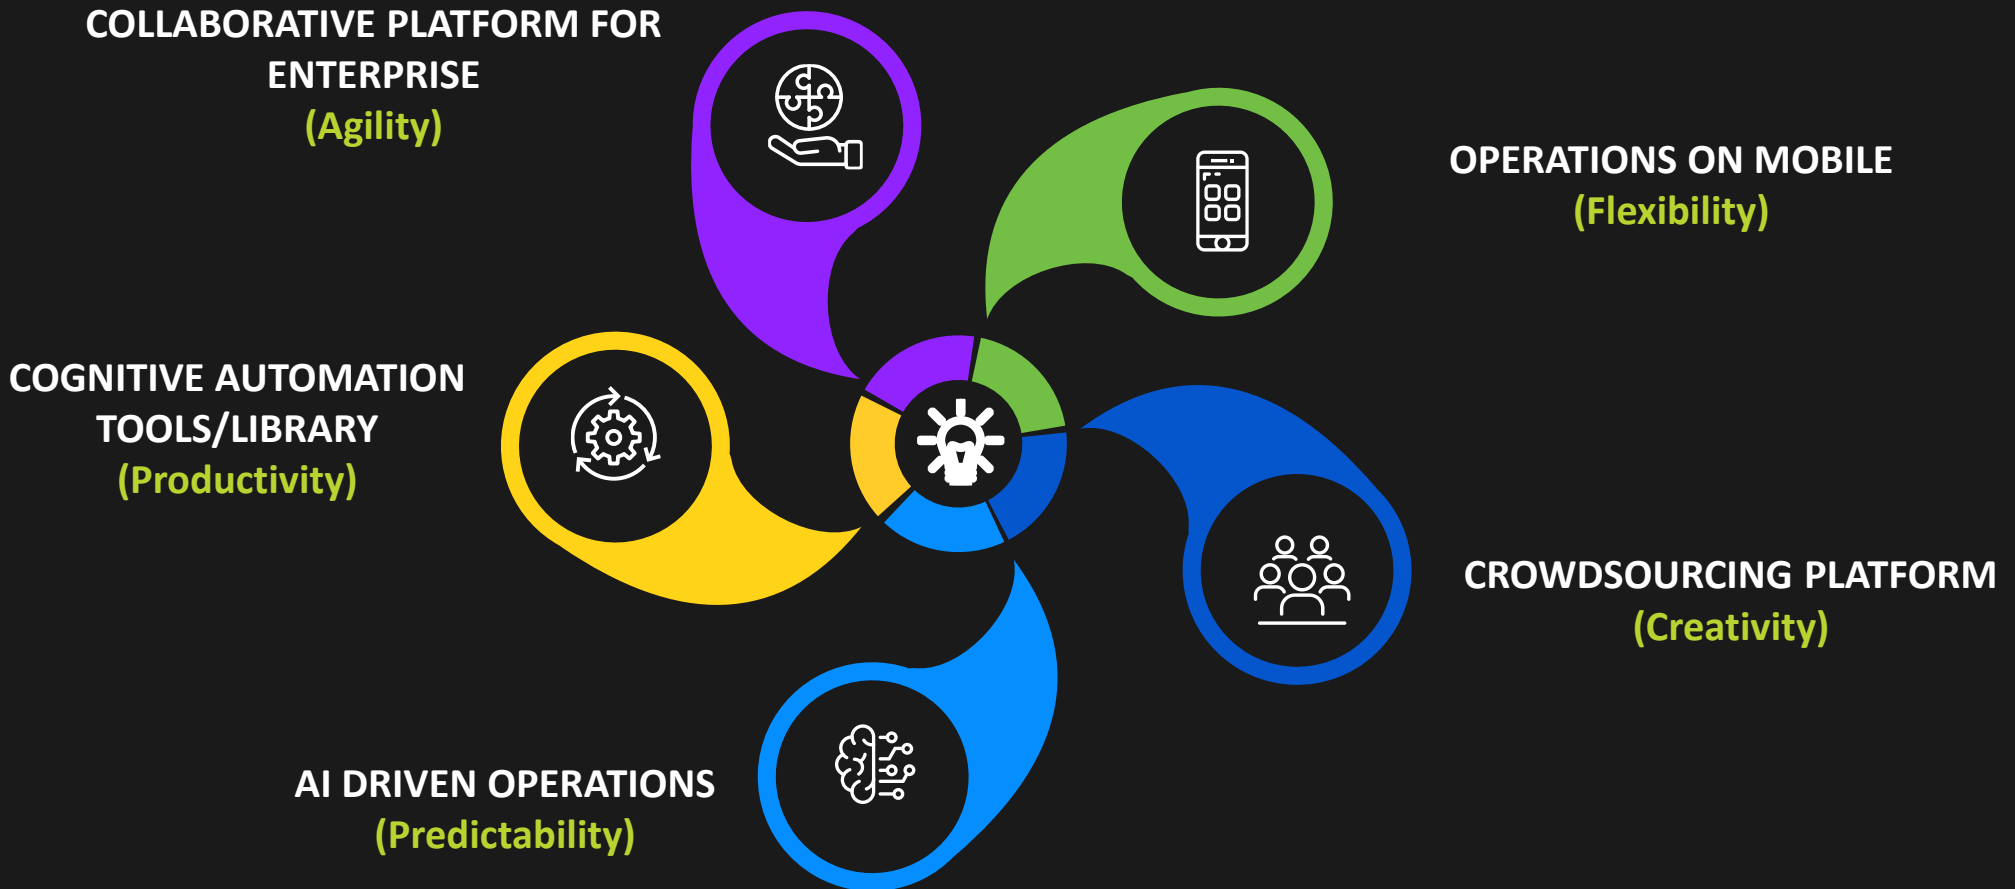 COLLABORATIVE PLATFORM FOR
ENTERPRISE
(Agility)
OPERATIONS ON MOBILE
(Flexibility)
COGNITIVE AUTOMATION
TOOLS/LIBRARY
(Productivity)
CROWDSOURCING PLATFORM
(Creativity)
AI DRIVEN OPERATIONS
(Predictability)